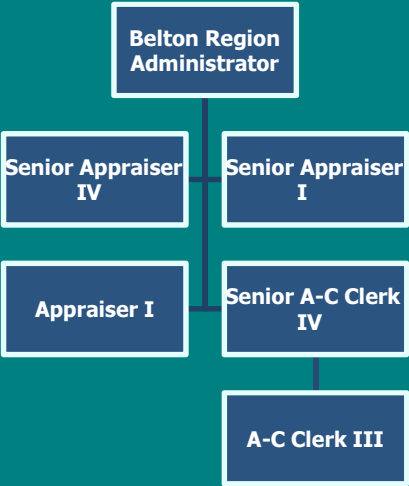 Belton Region
Administrator
Senior Appraiser
IV
Senior Appraiser
I
Appraiser I
Senior A-C Clerk
IV
A-C Clerk III